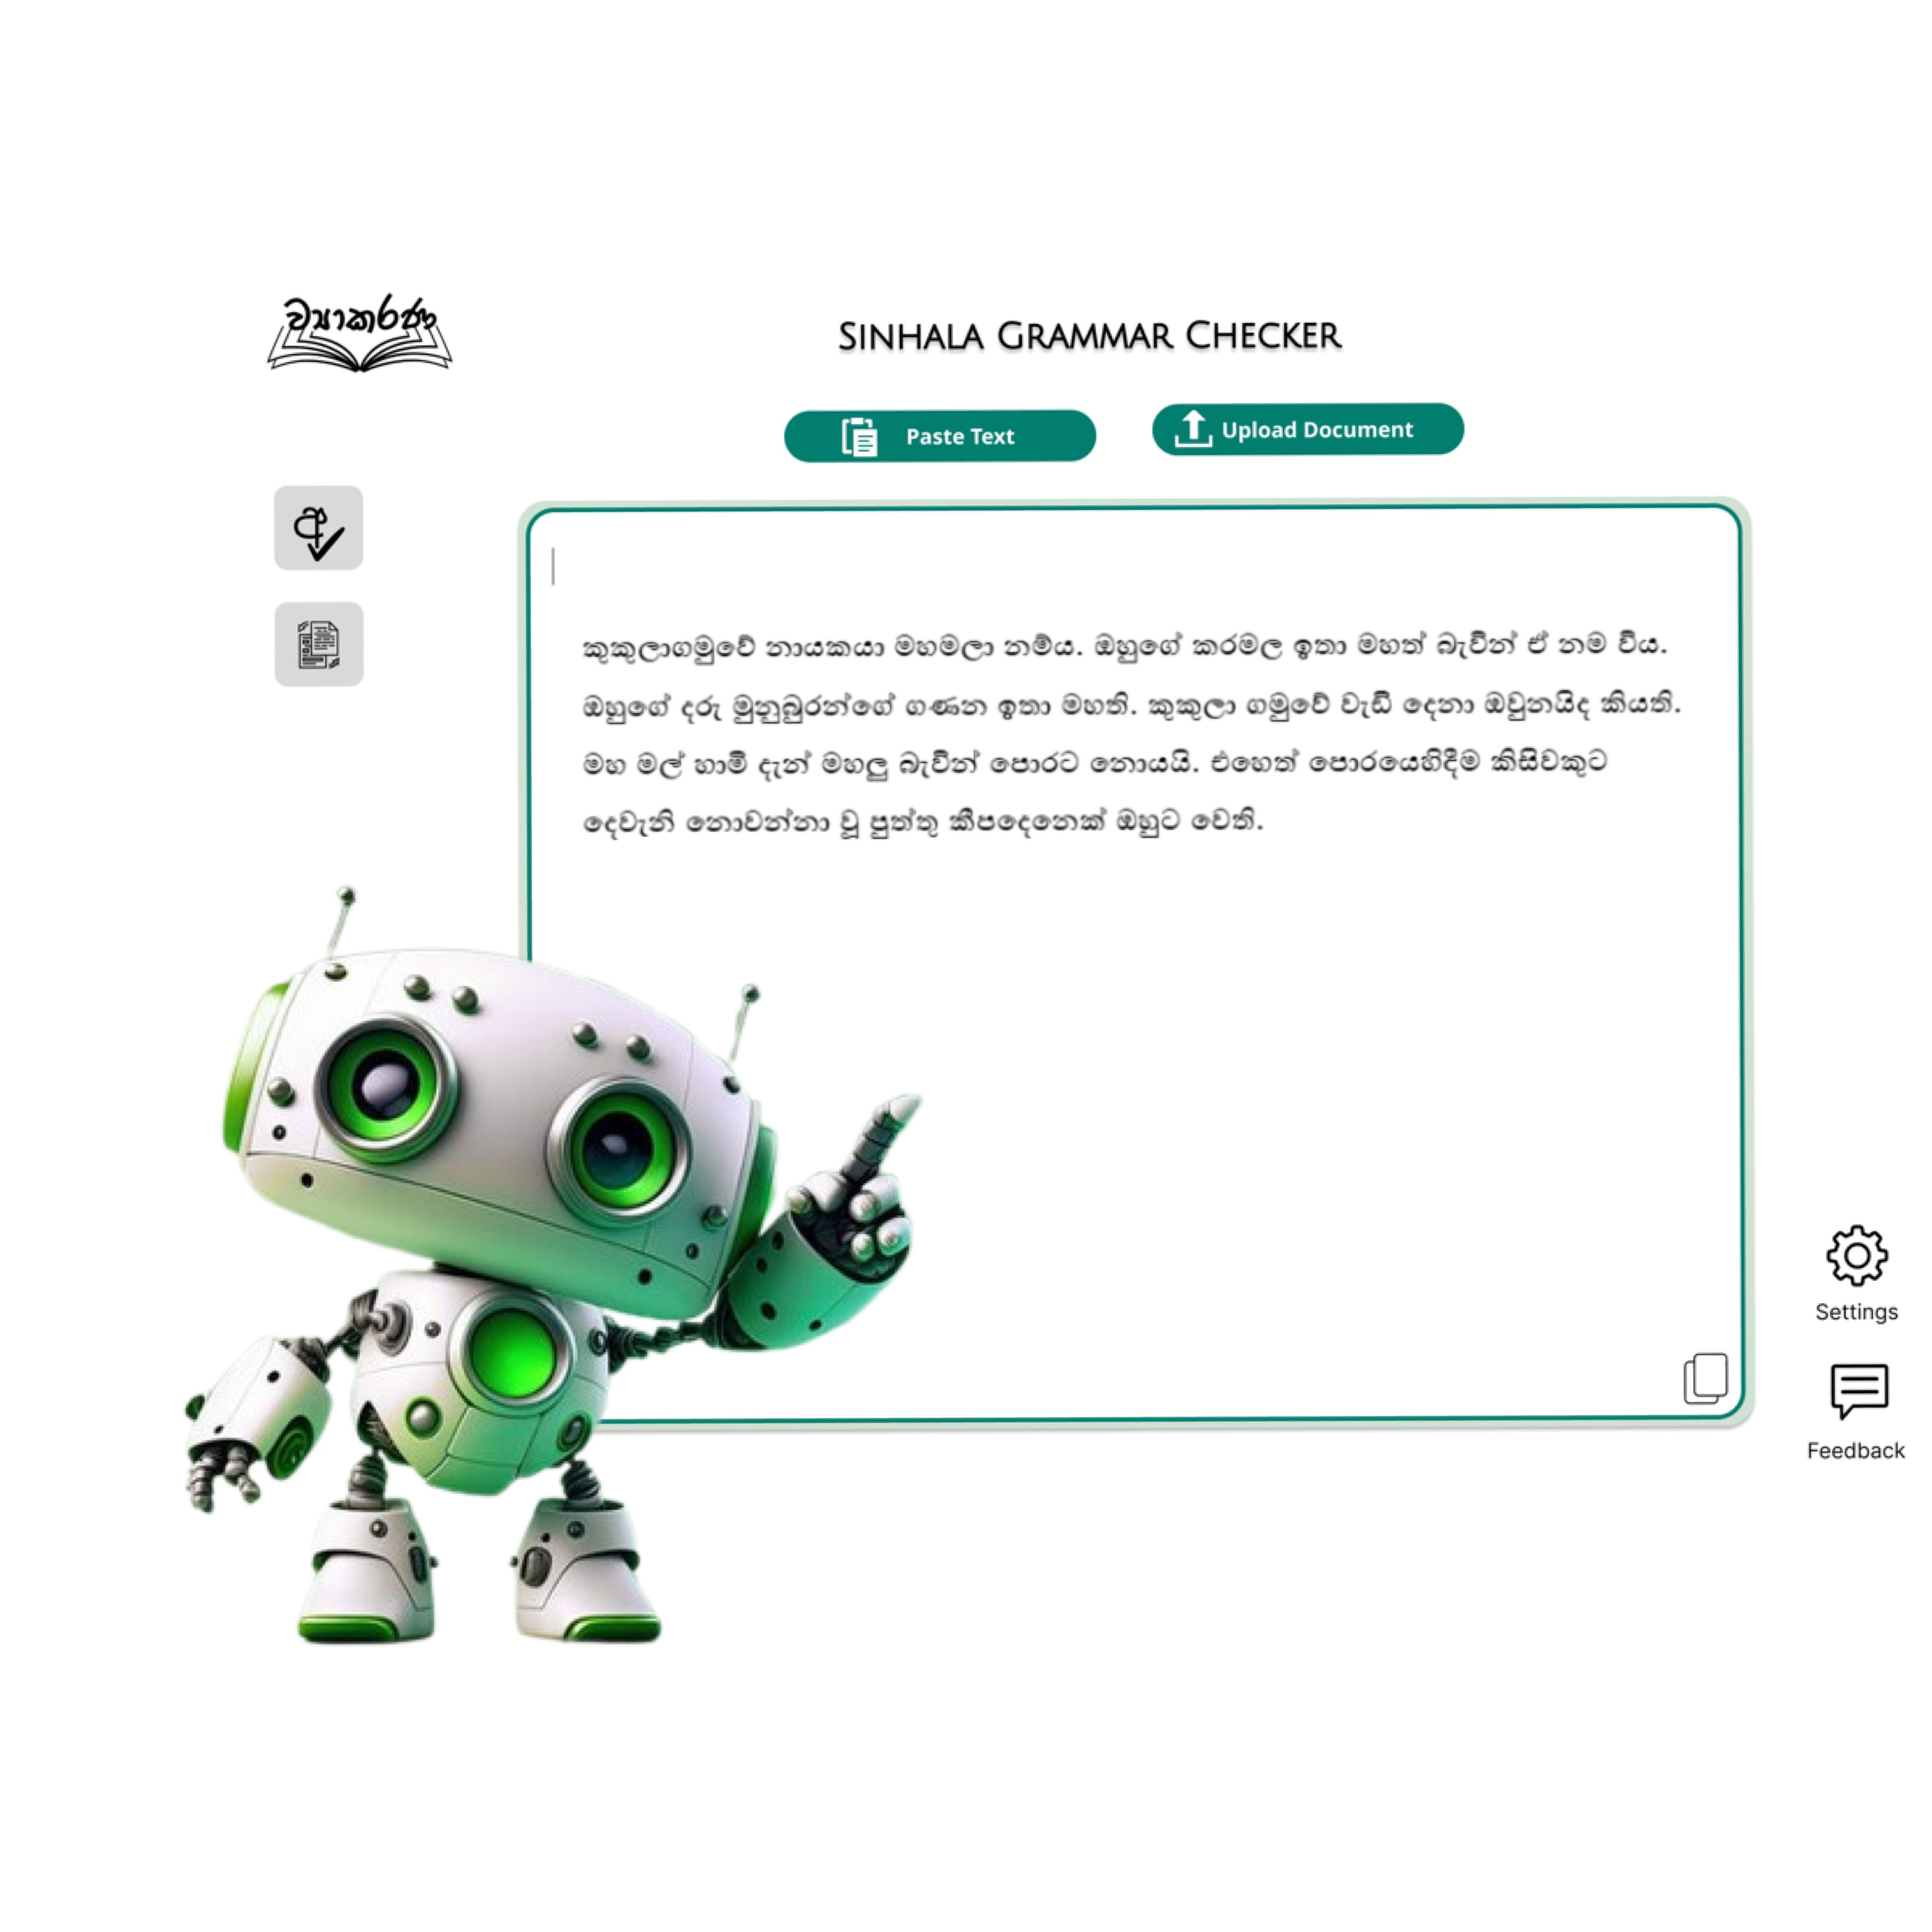 ව්‍යාකරණ
SINHALA GRAMMAR CHECKER
Paste Text
Upload Document
අ
කුකුලාගමුවේ නායකයා මහමලා නම්ය. ඔහුගේ කරමල ඉතා මහත් බැවින් ඒ නම විය.
ඔහුගේ දරු මුනුබුරන්ගේ ගණන ඉතා මහති. කුකුලා ගමුවේ වැඩි දෙනා ඔවුනයිද කියති.
මහ මල් හාමි දැන් මහලු බැවින් පොරට නොයයි. එහෙත් පොරයෙහිදීම කිසිවකුට
දෙවැනි නොවන්නා වූ පුත්තු කීපදෙනෙක් ඔහුට වෙති.
Settings
Feedback